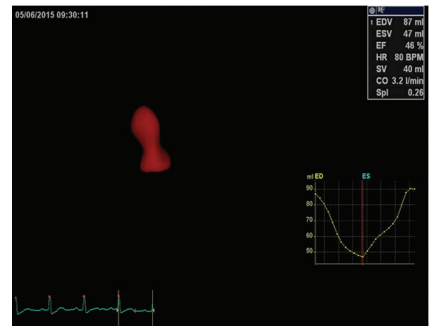 05/06/2015 09:30:11
1 EDV 87 ml
ESV 47 ml
EF 46 %
HR 80 BPM
SV 40 ml
CO 3.2 l/min
Spl 0.26
ml ED ES
90
80
70
60
50